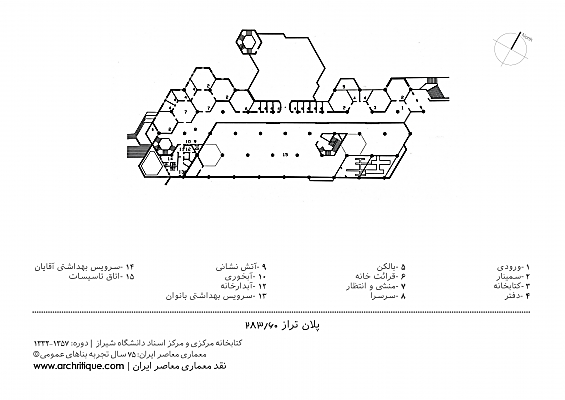 ۱ -ورودی
۲ -سمینار
۳ -کتابخانه
۴ -دفتر
۵ -بالکن
۶ -قرائت خانه
۷ -منشی و انتظار
۸ -سرسرا
۹ -آتش نشانی
۱۰ -آبخوری
۱۲ -آبدارخانه
۱۳ -سرویس بهداشتی بانوان
۱۴ -سرویس بهداشتی آقایان
۱۵ -اتاق تاسیسات
پلان تراز ۲۸۳/۶۰
کتابخانه مرکزی و مرکز اسناد دانشگاه شیراز | دوره: ۱۳۵۷-۱۳۳۲
معماری معاصر ایران: ۷۵ سال تجربه بناهای عمومی©
نقد معماری معاصر ایران | www.archritique.com